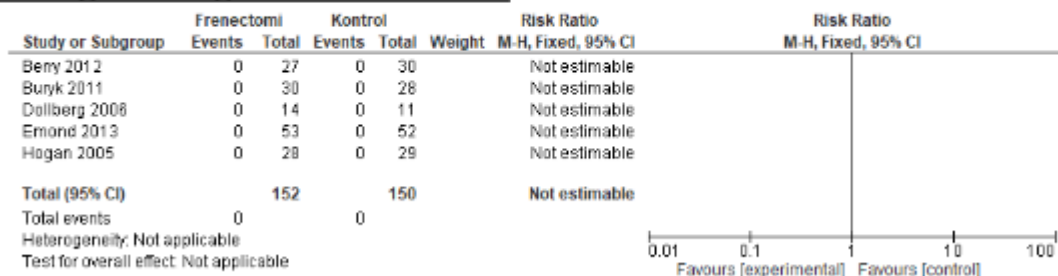 Frenectomi Kontrol Risk Ratio Risk Ratio
Study or Subgroup Events Total Events Total Weight M-H, Fixed, 95% CI M-H, Fixed, 95% CI
Berry 2012 0 27 0 30 Not estimable
Buryk 2011 0 30 0 28 Not estimable
Dollberg 2006 0 14 0 11 Not estimable
Emond 2013 0 53 0 52 Not estimable
Hogan 2005 0 28 0 29 Not estimable
Total (95% CI) 152 150 Not estimable
Total events 0 0
Heterogeneity: Not applicable
Test for overall effect: Not applicable
0.01 0.1 1 10 100
Favours [experimental] Favours [control]